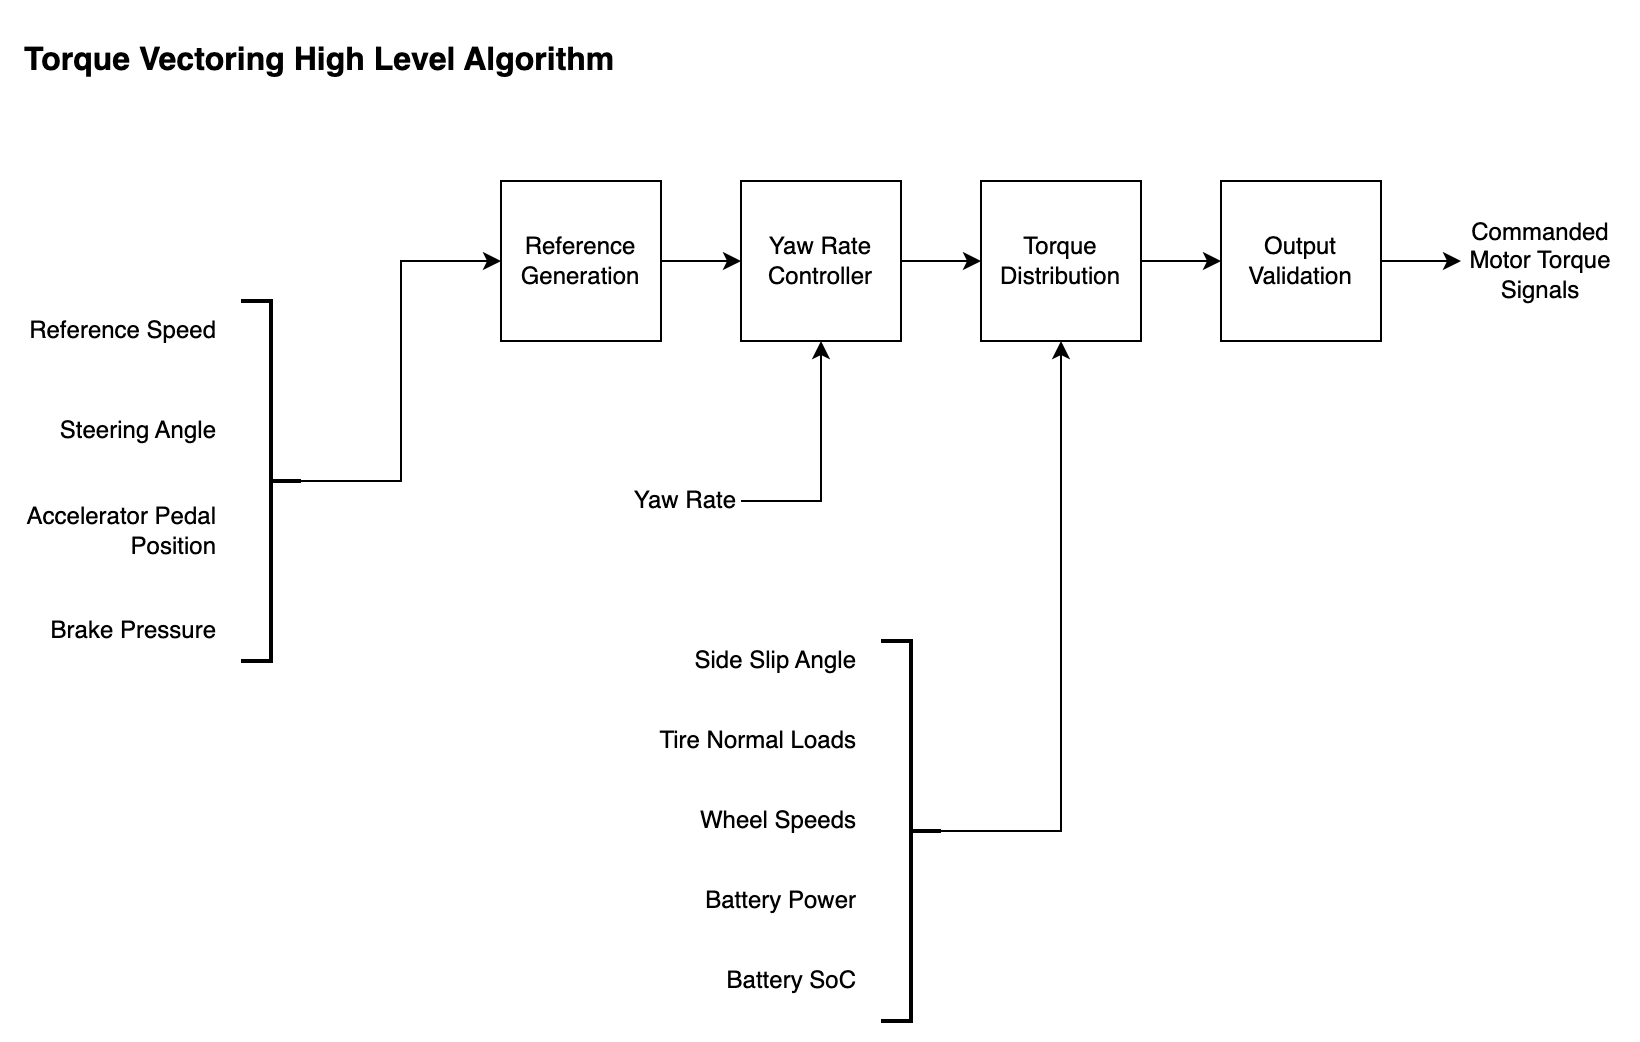 Torque Vectoring High Level Algorithm
Reference Speed
Steering Angle
Accelerator Pedal
Position
Brake Pressure
Reference
Generation
Yaw Rate
Controller
Torque
Distribution
Output
Validation
Commanded
Motor Torque
Signals
Yaw Rate
Side Slip Angle
Tire Normal Loads
Wheel Speeds
Battery Power
Battery SoC